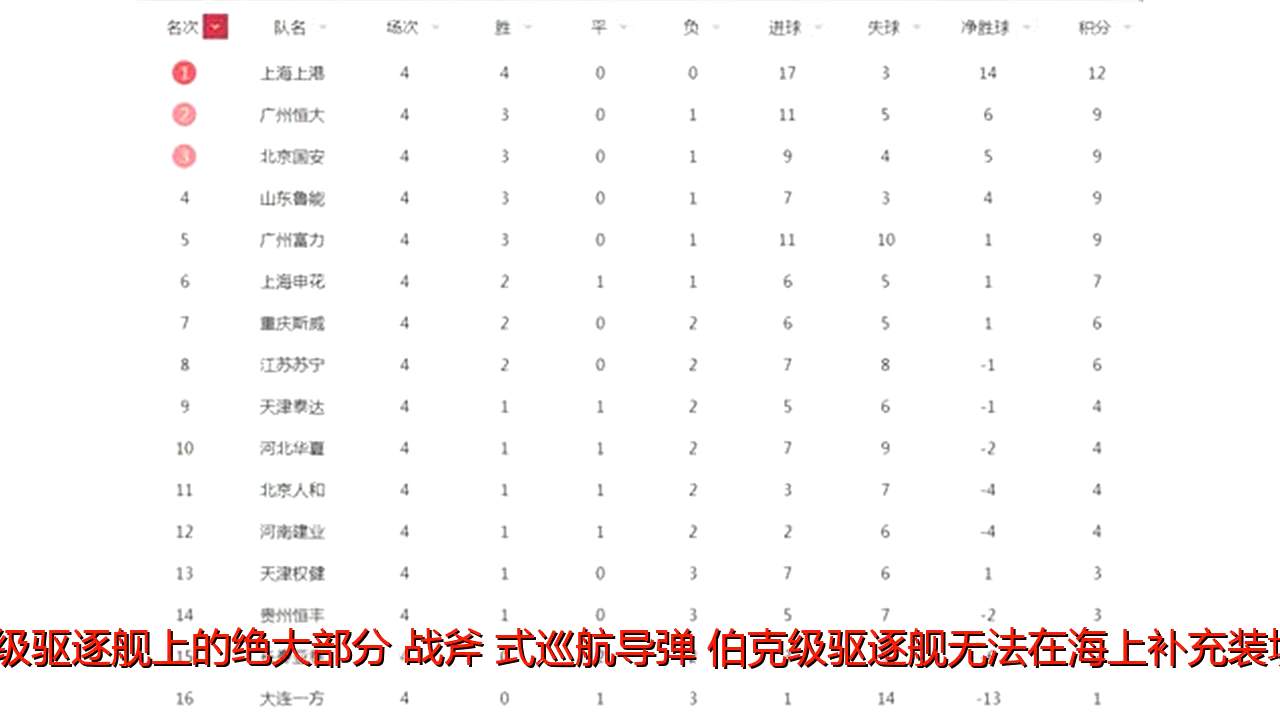 名次 队名 场次 胜 平 负 进球 失球 净胜球 积分
1 上海上港 4 4 0 0 17 3 14 12
2 广州恒大 4 3 0 1 11 5 6 9
3 北京国安 4 3 0 1 9 4 5 9
4 山东鲁能 4 3 0 1 7 3 4 9
5 广州富力 4 3 0 1 11 10 1 9
6 上海申花 4 2 1 1 6 5 1 7
7 重庆斯威 4 2 0 2 6 5 1 6
8 江苏苏宁 4 2 0 2 7 8 -1 6
9 天津泰达 4 1 1 2 5 6 -1 4
10 河北华夏 4 1 1 2 7 9 -2 4
11 北京人和 4 1 1 2 3 7 -4 4
12 河南建业 4 1 1 2 2 6 -4 4
13 天津权健 4 1 0 3 7 6 1 3
14 贵州恒丰 4 1 0 3 5 7 -2 3
级驱逐舰上的绝大部分 战斧 式巡航导弹 伯克级驱逐舰无法在海上补充装填
16 大连一方 4 0 1 3 1 14 -13 1